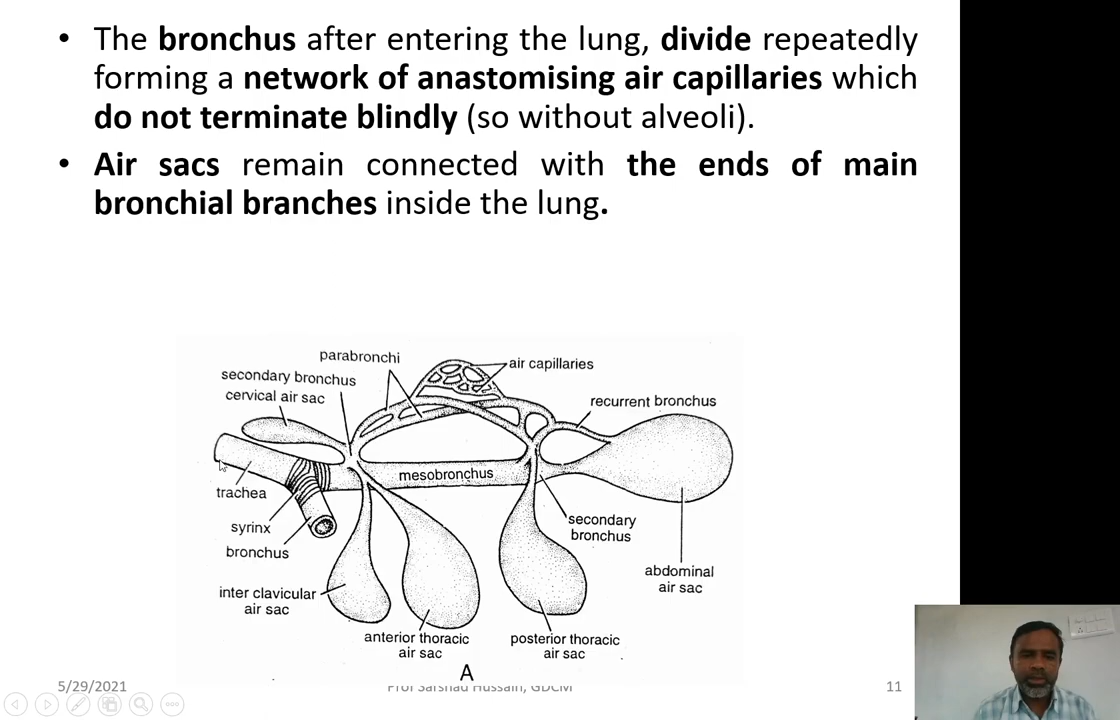 • The bronchus after entering the lung, divide repeatedly
forming a network of anastomising air capillaries which
do not terminate blindly (so without alveoli).
• Air sacs remain connected with the ends of main
bronchial branches inside the lung.
parabronchi
air capillaries
secondary bronchus
cervical air sac
recurrent bronchus
mesobronchus
trachea
syrinx
bronchus
secondary
bronchus
inter clavicular
air sac
abdominal
air sac
anterior thoracic
air sac
posterior thoracic
air sac
A
5/29/2021
Prof Sarshad Hussain, GDCM
11